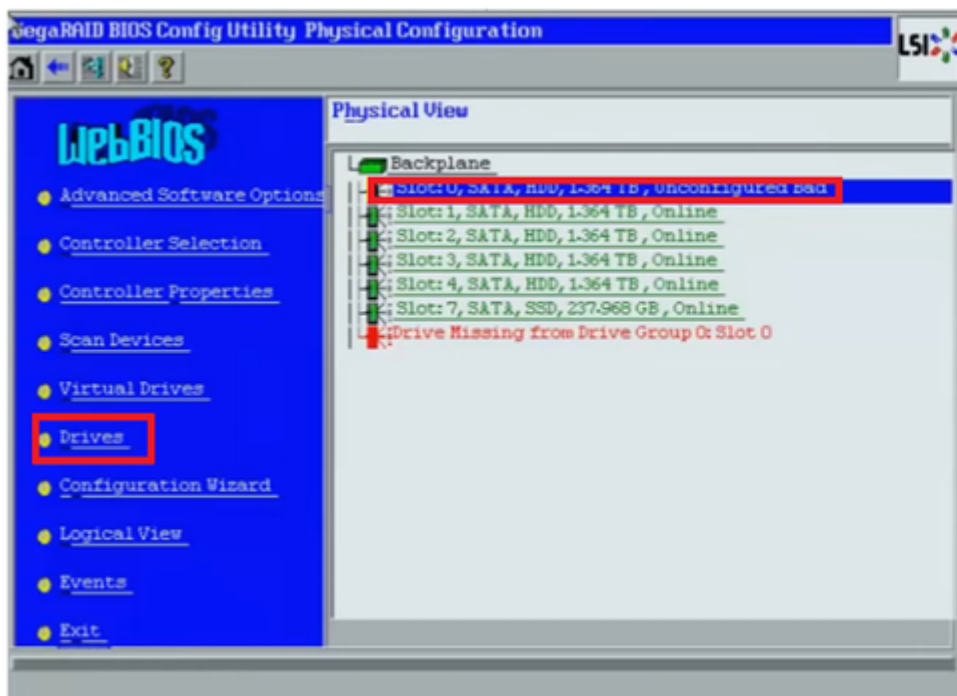 MegaRAID BIOS Config Utility Physical Configuration
LSI
Physical View
WebBIOS
Advanced Software Options
Controller Selection
Controller Properties
Scan Devices
Virtual Drives
Drives
Configuration Wizard
Logical View
Events
Exit
Backplane
Slot: 0, SATA, HDD, 1.364 TB, Unconfigured Bad
Slot: 1, SATA, HDD, 1.364 TB, Online
Slot: 2, SATA, HDD, 1.364 TB, Online
Slot: 3, SATA, HDD, 1.364 TB, Online
Slot: 4, SATA, HDD, 1.364 TB, Online
Slot: 7, SATA, SSD, 237.968 GB, Online
Drive Missing from Drive Group 0: Slot 0